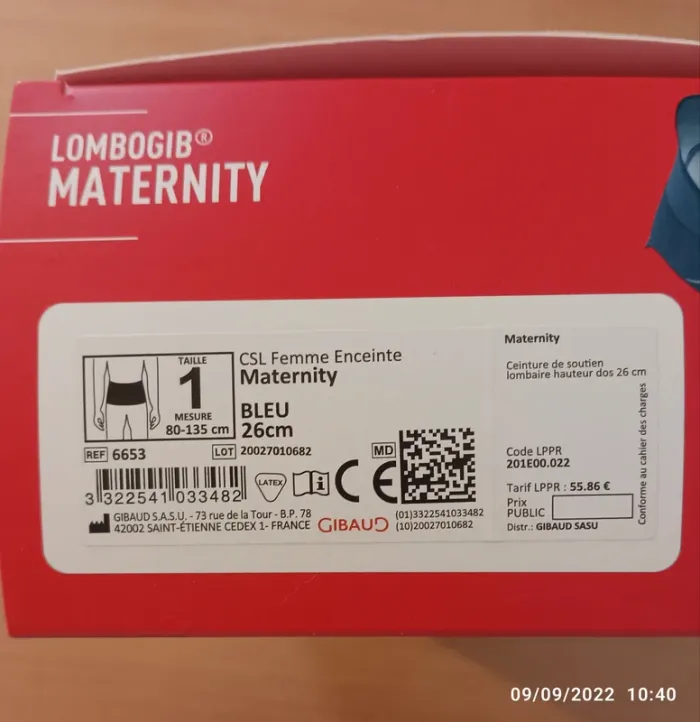 LOMBOGIB®
MATERNITY
TAILLE
1
MESURE
80-135 cm
CSL Femme Enceinte
Maternity
BLEU
26cm
REF 6653
LOT 20027010682
MD
LATEX
CE
3 322541 033482
(01)3322541033482
(10)20027010682
GIBAUD S.A.S.U. - 73 rue de la Tour - B.P. 78
42002 SAINT-ÉTIENNE CEDEX 1- FRANCE
GIBAUD
Maternity
Ceinture de soutien
lombaire hauteur dos 26 cm
Code LPPR
201E00.022
Tarif LPPR : 55.86 €
Prix
PUBLIC
Distr.: GIBAUD SASU
Conforme au cahier des charges
09/09/2022 10:40